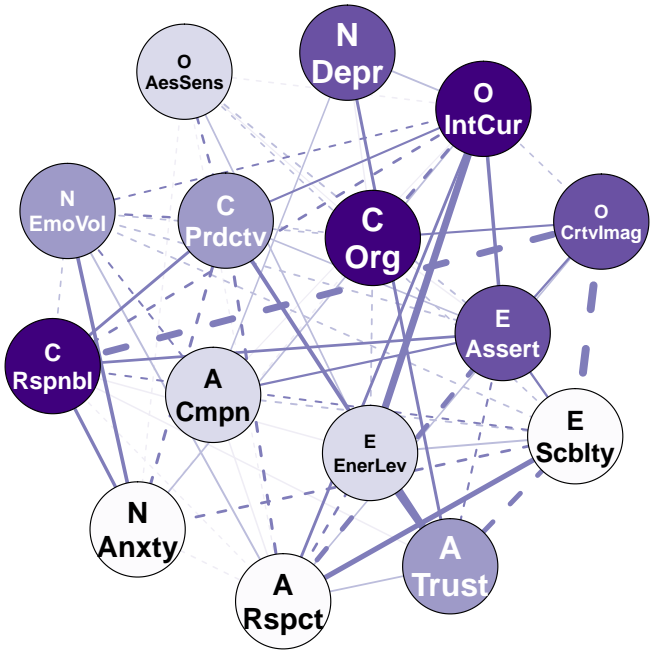 N
Depr
O
AesSens
O
IntCur
N
EmoVol
C
Prdctv
C
Org
O
CrtvImag
E
Assert
C
Rspnbl
A
Cmpn
E
EnerLev
E
Scblty
N
Anxty
A
Trust
A
Rspct